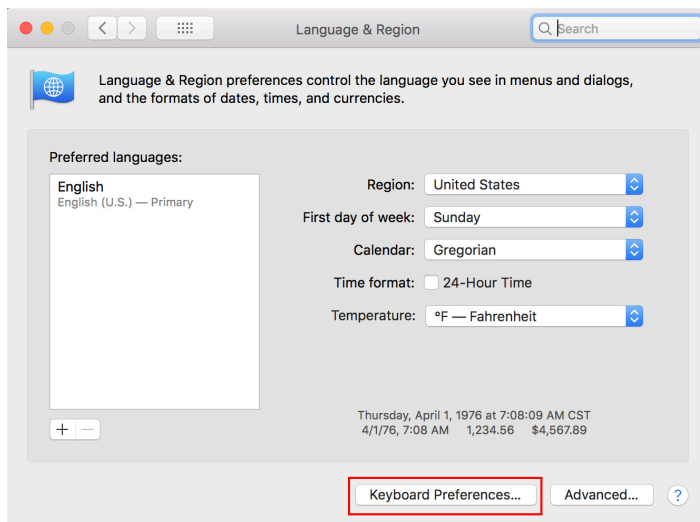 Language & Region
Search
Language & Region preferences control the language you see in menus and dialogs,
and the formats of dates, times, and currencies.
Preferred languages:
English
English (U.S.) — Primary
Region: United States
First day of week: Sunday
Calendar: Gregorian
Time format: 24-Hour Time
Temperature: °F — Fahrenheit
Thursday, April 1, 1976 at 7:08:09 AM CST
4/1/76, 7:08 AM 1,234.56 $4,567.89
+ −
Keyboard Preferences... Advanced... ?